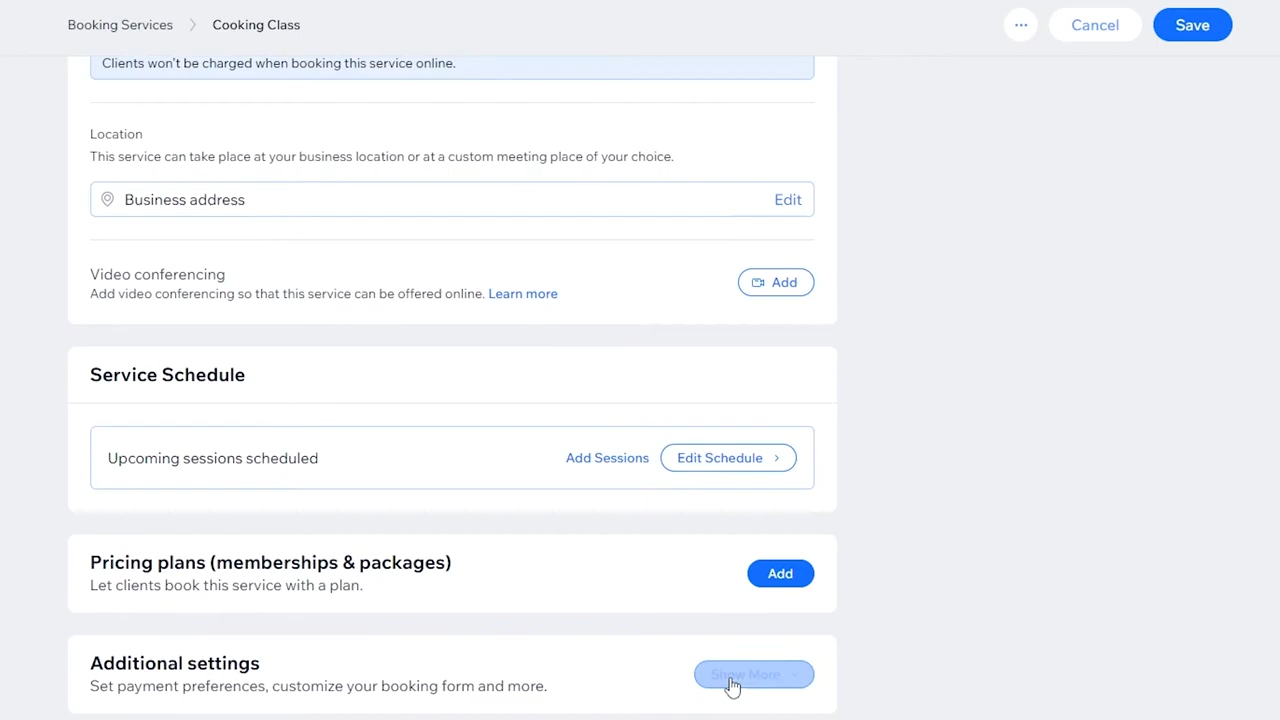 Booking Services > Cooking Class
... Cancel Save
Clients won't be charged when booking this service online.
Location
This service can take place at your business location or at a custom meeting place of your choice.
Business address Edit
Video conferencing
Add video conferencing so that this service can be offered online. Learn more
Add
Service Schedule
Upcoming sessions scheduled Add Sessions Edit Schedule >
Pricing plans (memberships & packages)
Let clients book this service with a plan.
Add
Additional settings
Set payment preferences, customize your booking form and more.
Show More